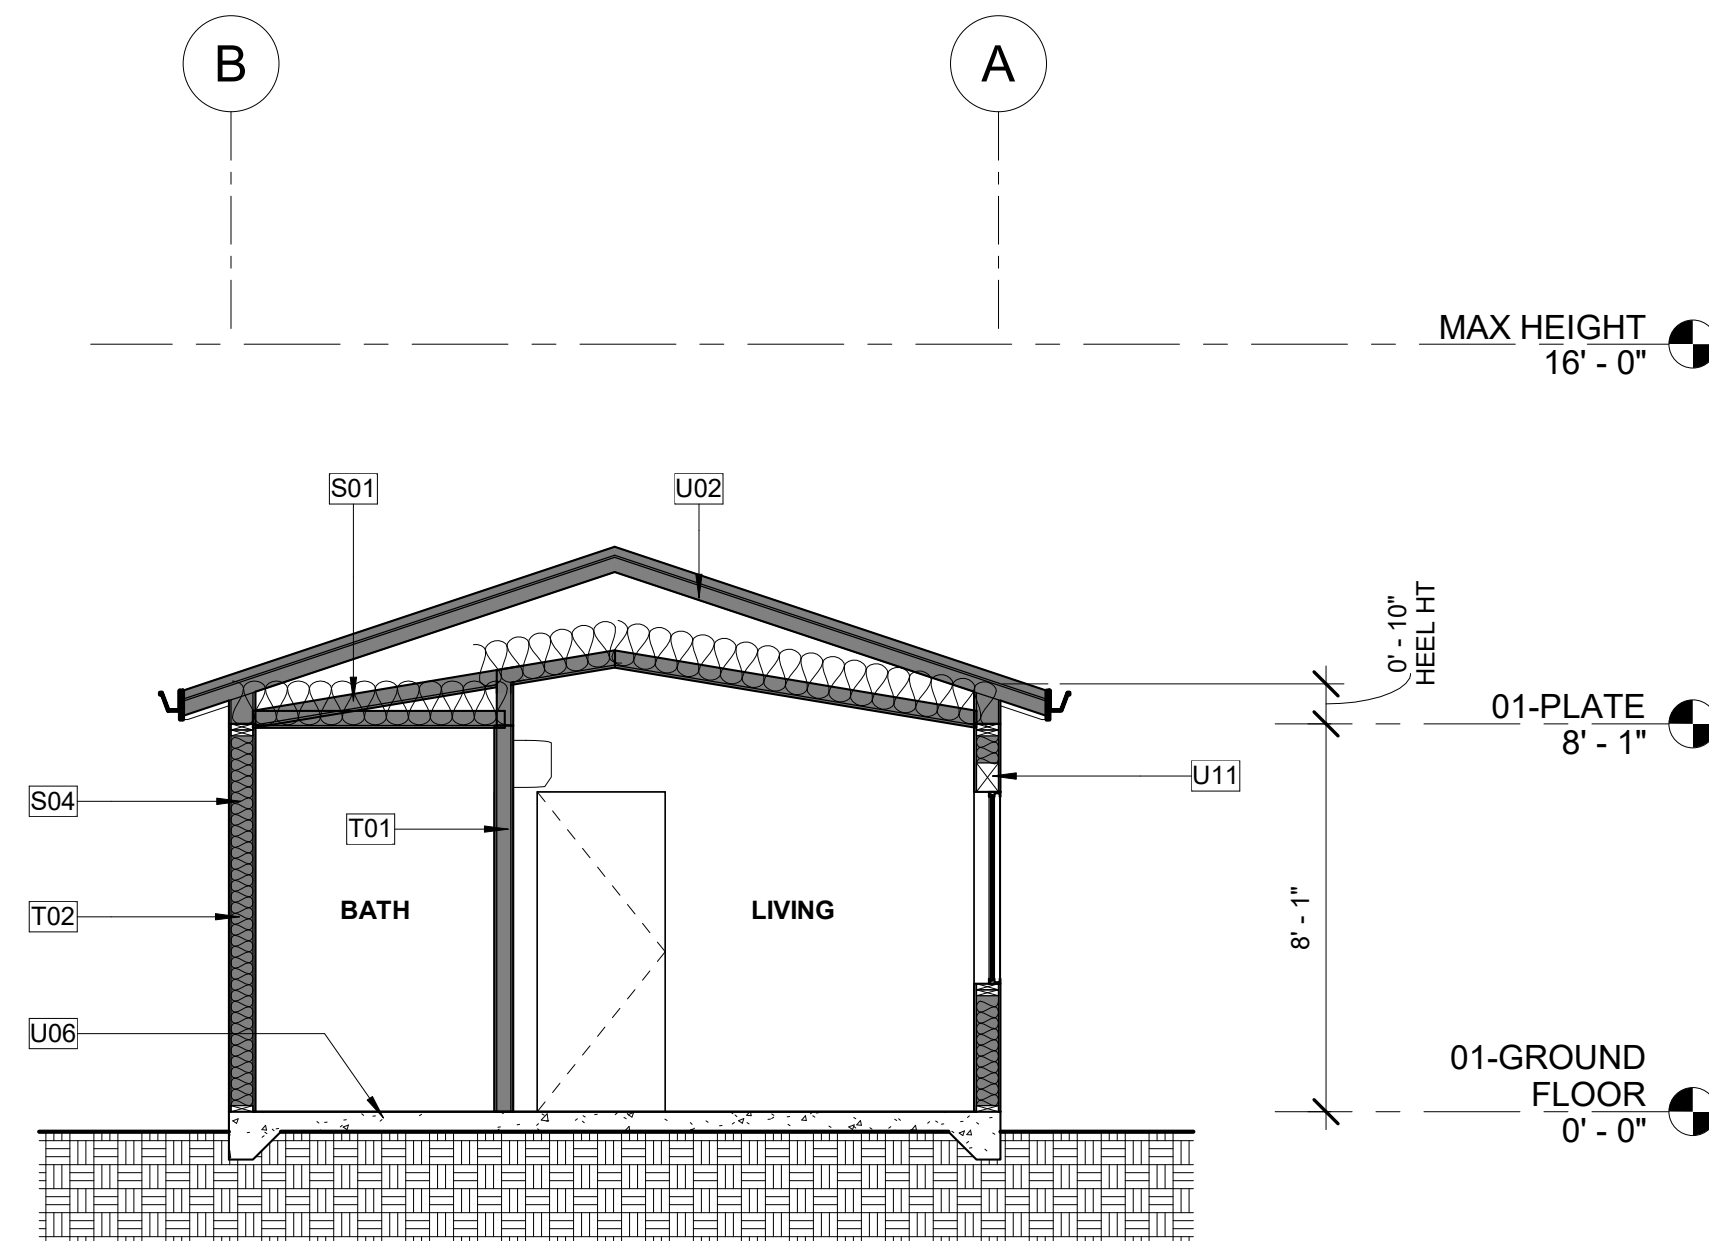 B
A
MAX HEIGHT
16' - 0"
S01
U02
0' - 10"
HEEL HT
01-PLATE
8' - 1"
U11
S04
T01
T02
BATH
LIVING
8' - 1"
U06
01-GROUND
FLOOR
0' - 0"